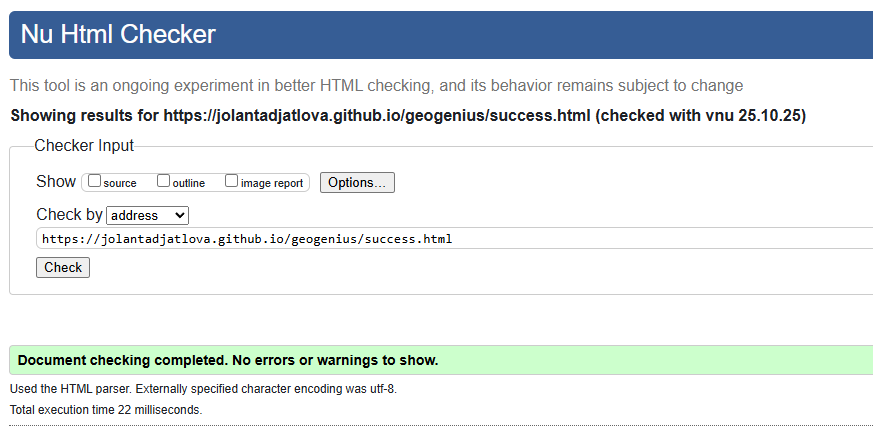 Nu Html Checker
This tool is an ongoing experiment in better HTML checking, and its behavior remains subject to change
Showing results for https://jolantadjatlova.github.io/geogenius/success.html (checked with vnu 25.10.25)
Checker Input
Show source outline image report Options...
Check by address
https://jolantadjatlova.github.io/geogenius/success.html
Check
Document checking completed. No errors or warnings to show.
Used the HTML parser. Externally specified character encoding was utf-8.
Total execution time 22 milliseconds.